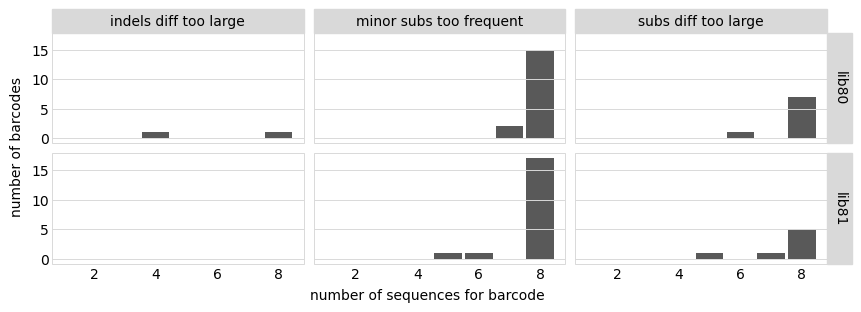 indels diff too large
minor subs too frequent
subs diff too large
number of barcodes
15
10
5
0
lib80
15
10
5
0
lib81
2 4 6 8
2 4 6 8
2 4 6 8
number of sequences for barcode